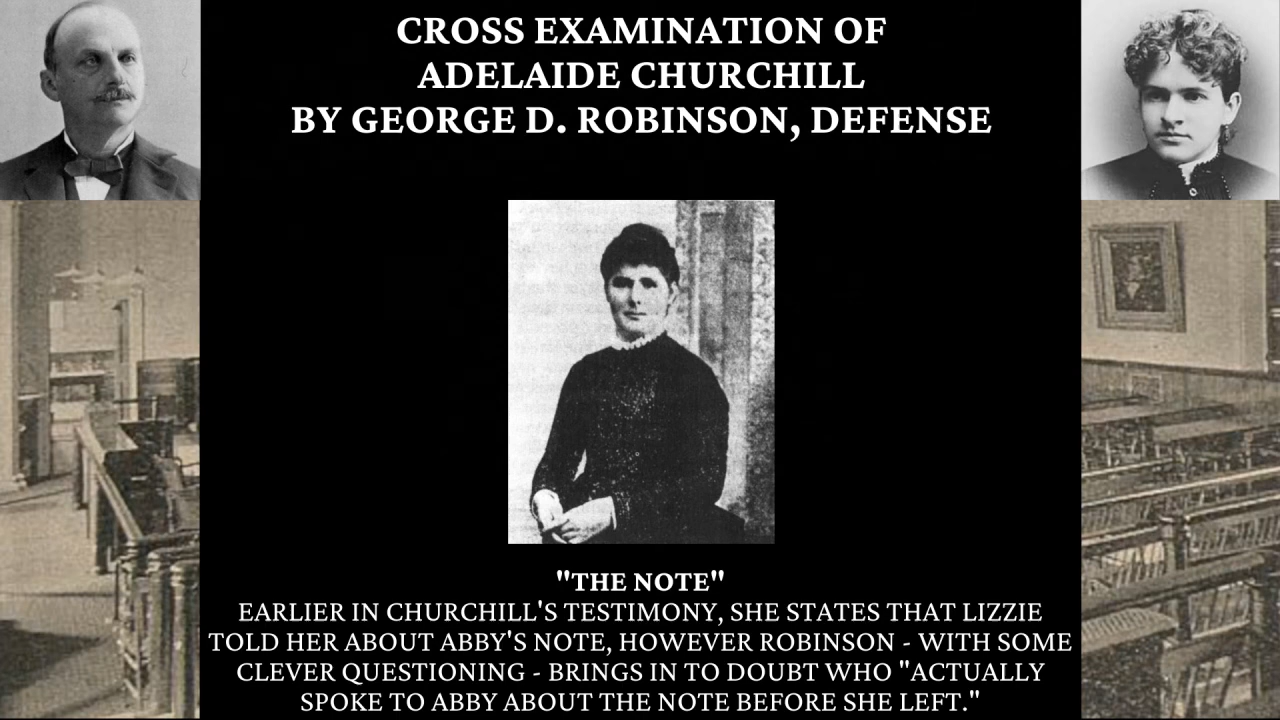 CROSS EXAMINATION OF
ADELAIDE CHURCHILL
BY GEORGE D. ROBINSON, DEFENSE
"THE NOTE"
EARLIER IN CHURCHILL'S TESTIMONY, SHE STATES THAT LIZZIE
TOLD HER ABOUT ABBY'S NOTE, HOWEVER ROBINSON - WITH SOME
CLEVER QUESTIONING - BRINGS IN TO DOUBT WHO "ACTUALLY
SPOKE TO ABBY ABOUT THE NOTE BEFORE SHE LEFT."